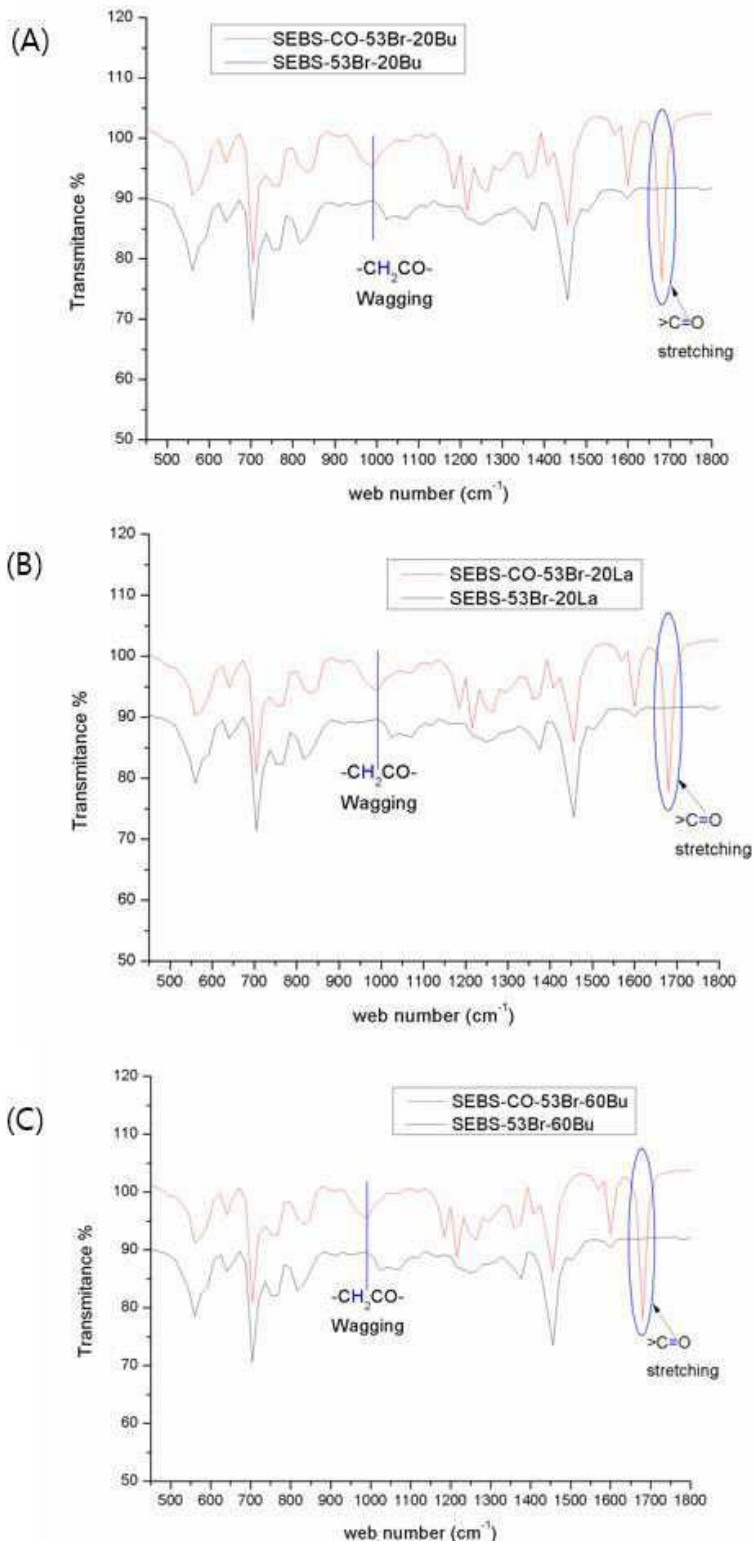 (A)
SEBS-CO-53Br-20Bu
SEBS-53Br-20Bu
120
110
100
90
80
70
60
50
Transmitance %
-CH₂CO-
Wagging
>C=O
stretching
500 600 700 800 900 1000 1100 1200 1300 1400 1500 1600 1700 1800
web number (cm⁻¹)
(B)
SEBS-CO-53Br-20La
SEBS-53Br-20La
120
110
100
90
80
70
60
50
Transmitance %
-CH₂CO-
Wagging
>C=O
stretching
500 600 700 800 900 1000 1100 1200 1300 1400 1500 1600 1700 1800
web number (cm⁻¹)
(C)
SEBS-CO-53Br-60Bu
SEBS-53Br-60Bu
120
110
100
90
80
70
60
50
Transmitance %
-CH₂CO-
Wagging
>C=O
stretching
500 600 700 800 900 1000 1100 1200 1300 1400 1500 1600 1700 1800
web number (cm⁻¹)